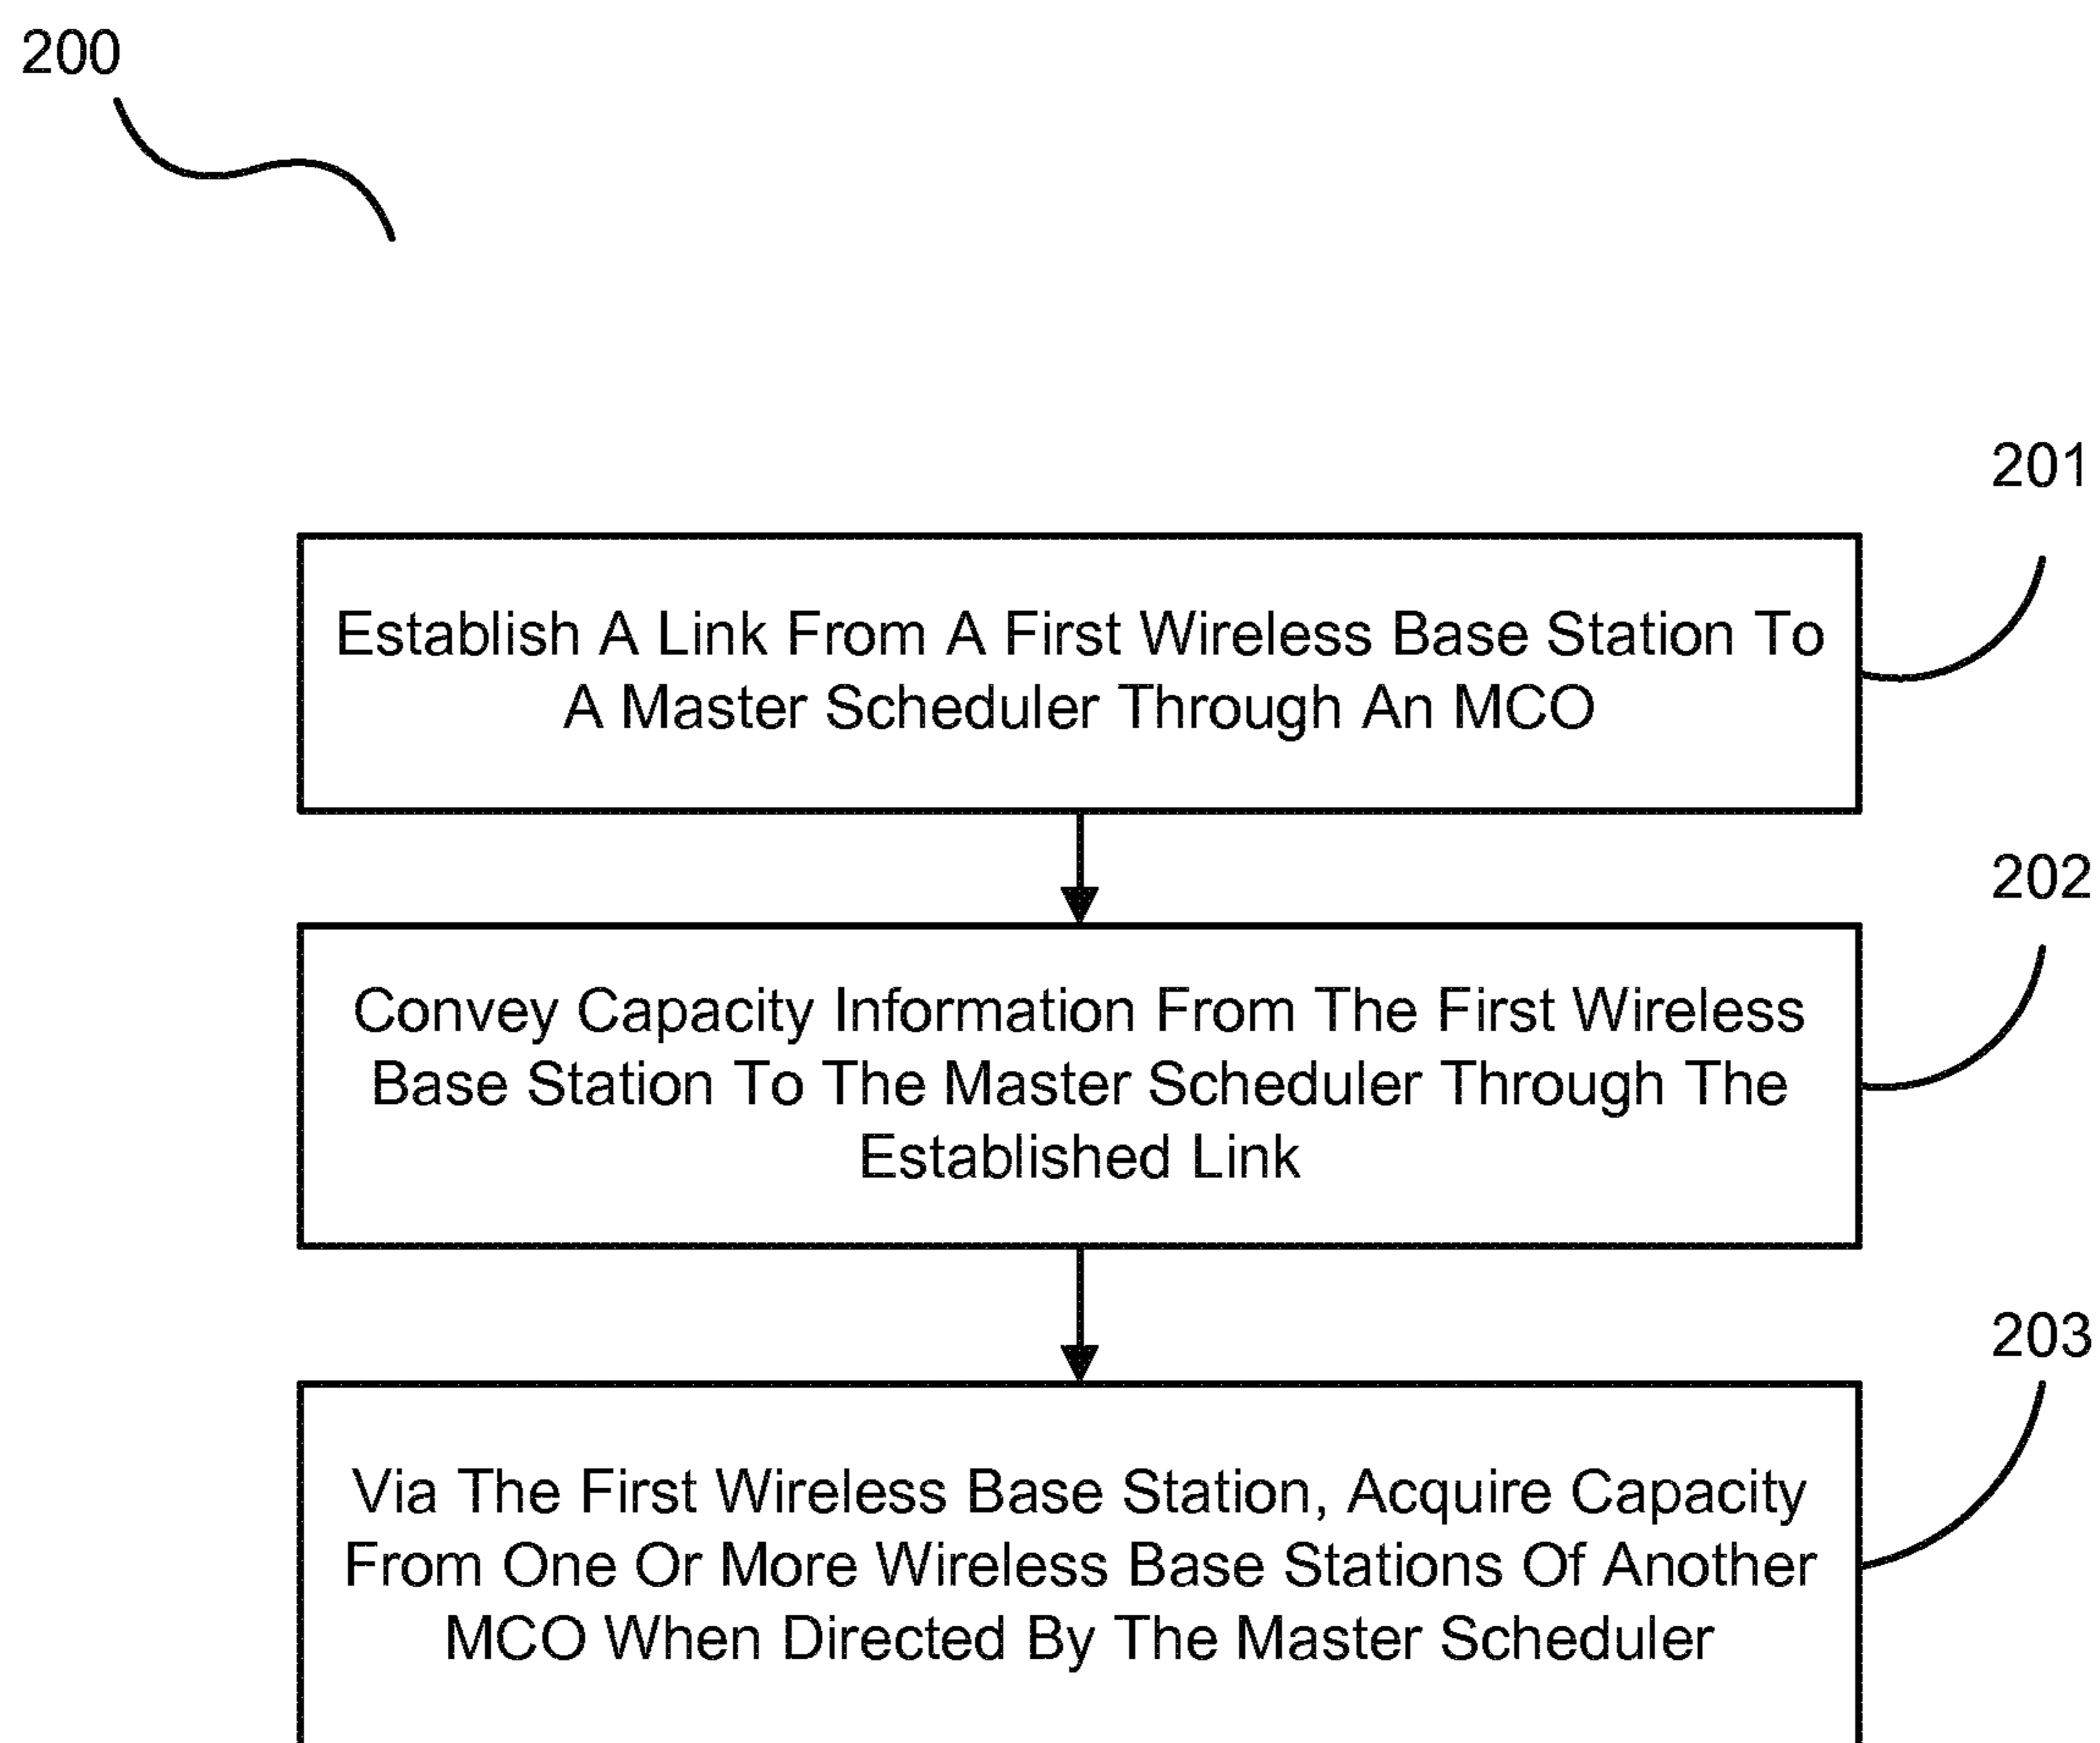 200
201
Establish A Link From A First Wireless Base Station To
A Master Scheduler Through An MCO
202
Convey Capacity Information From The First Wireless
Base Station To The Master Scheduler Through The
Established Link
203
Via The First Wireless Base Station, Acquire Capacity
From One Or More Wireless Base Stations Of Another
MCO When Directed By The Master Scheduler